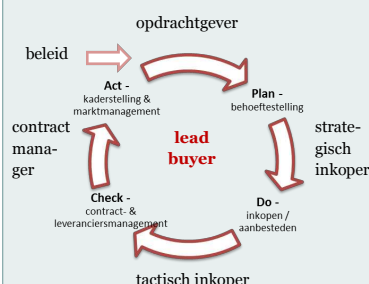 opdrachtgever
beleid
Act -
kaderstelling &
marktmanagement
Plan -
behoeftestelling
contract
mana-
ger
lead
buyer
strate-
gisch
inkoper
Check -
contract- &
leveranciersmanagement
Do -
inkopen /
aanbesteden
tactisch inkoper